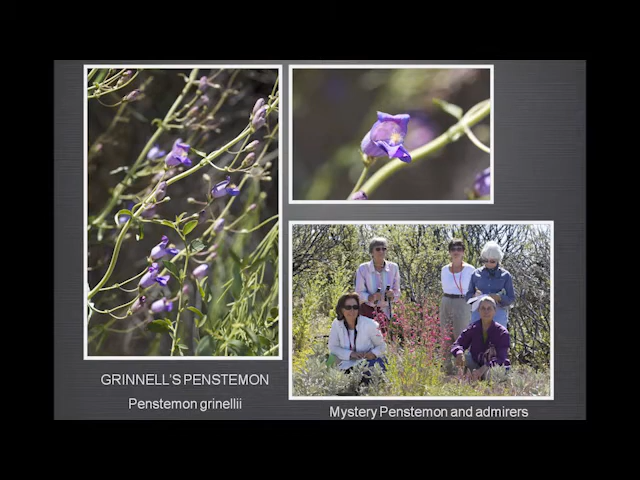 GRINNELL'S PENSTEMON
Penstemon grinellii
Mystery Penstemon and admirers